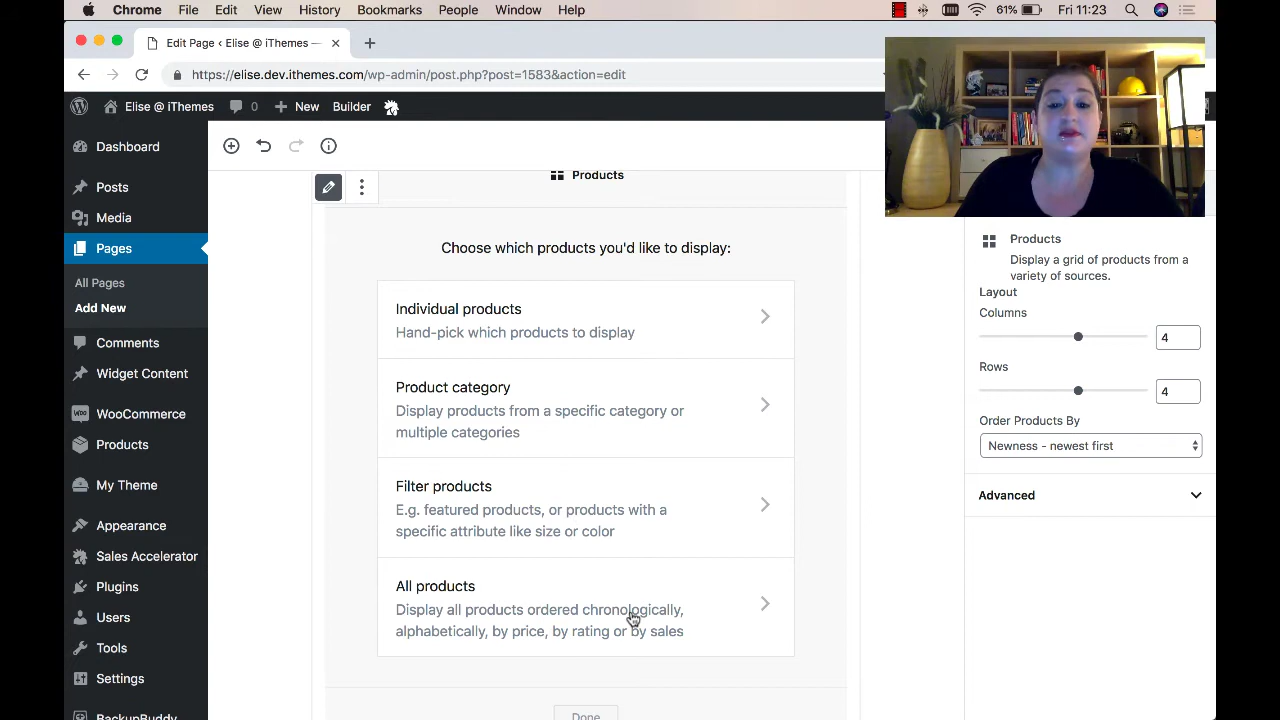 Chrome File Edit View History Bookmarks People Window Help 61% Fri 11:23
Edit Page ‹ Elise @ iThemes —
https://elise.dev.ithemes.com/wp-admin/post.php?post=1583&action=edit
Elise @ iThemes 0 New Builder
Dashboard
Posts
Media
Pages
All Pages
Add New
Comments
Widget Content
WooCommerce
Products
My Theme
Appearance
Sales Accelerator
Plugins
Users
Tools
Settings
BackupBuddy
Products
Choose which products you'd like to display:
Individual products
Hand-pick which products to display
Product category
Display products from a specific category or
multiple categories
Filter products
E.g. featured products, or products with a
specific attribute like size or color
All products
Display all products ordered chronologically,
alphabetically, by price, by rating or by sales
Done
Products
Display a grid of products from a
variety of sources.
Layout
Columns
4
Rows
4
Order Products By
Newness - newest first
Advanced